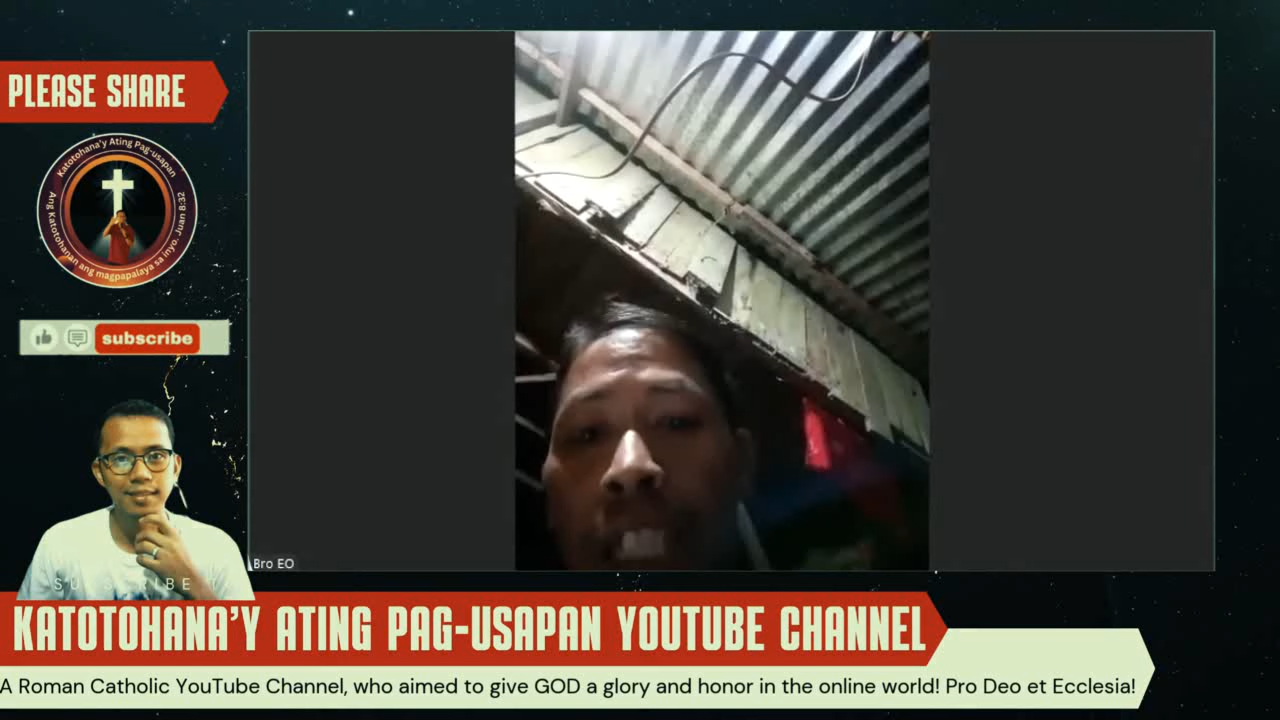 PLEASE SHARE
Katotohana'y Ating Pag-usapan
Ang Katotohanan ang magpapalaya sa inyo. Juan 8:32
subscribe
Bro EO
KATOTOHANA'Y ATING PAG-USAPAN YOUTUBE CHANNEL
A Roman Catholic YouTube Channel, who aimed to give GOD a glory and honor in the online world! Pro Deo et Ecclesia!